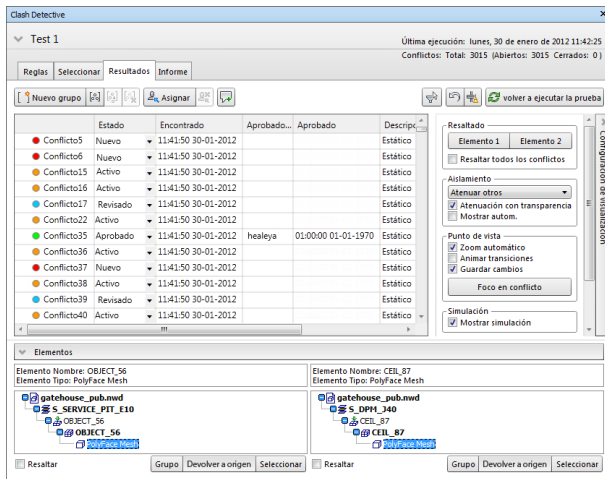 Clash Detective
Test 1
Última ejecución: lunes, 30 de enero de 2012 11:42:25
Conflictos: Total: 3015 (Abiertos: 3015 Cerrados: 0)
Reglas Seleccionar Resultados Informe
Nuevo grupo Asignar volver a ejecutar la prueba
Estado Encontrado Aprobado... Aprobado Descripc
Conflicto5 Nuevo 11:41:50 30-01-2012 Estático
Conflicto6 Nuevo 11:41:50 30-01-2012 Estático
Conflicto15 Activo 11:41:50 30-01-2012 Estático
Conflicto16 Activo 11:41:50 30-01-2012 Estático
Conflicto17 Revisado 11:41:50 30-01-2012 Estático
Conflicto22 Activo 11:41:50 30-01-2012 Estático
Conflicto35 Aprobado 11:41:50 30-01-2012 healeya 01:00:00 01-01-1970 Estático
Conflicto36 Activo 11:41:50 30-01-2012 Estático
Conflicto37 Nuevo 11:41:50 30-01-2012 Estático
Conflicto38 Activo 11:41:50 30-01-2012 Estático
Conflicto39 Revisado 11:41:50 30-01-2012 Estático
Conflicto40 Activo 11:41:50 30-01-2012 Estático
Resultado
Elemento 1 Elemento 2
Resaltar todos los conflictos
Aislamiento
Atenuar otros
Atenuación con transparencia
Mostrar autom.
Punto de vista
Zoom automático
Animar transiciones
Guardar cambios
Foco en conflicto
Simulación
Mostrar simulación
Configuración de visualización
Elementos
Elemento Nombre: OBJECT_56
Elemento Tipo: PolyFace Mesh
Elemento Nombre: CEIL_87
Elemento Tipo: PolyFace Mesh
gatehouse_pub.nwd
S_SERVICE_PIT_E10
OBJECT_56
OBJECT_56
PolyFace Mesh
gatehouse_pub.nwd
S_DPM_J40
CEIL_87
CEIL_87
PolyFace Mesh
Resaltar Grupo Devolver a origen Seleccionar
Resaltar Grupo Devolver a origen Seleccionar